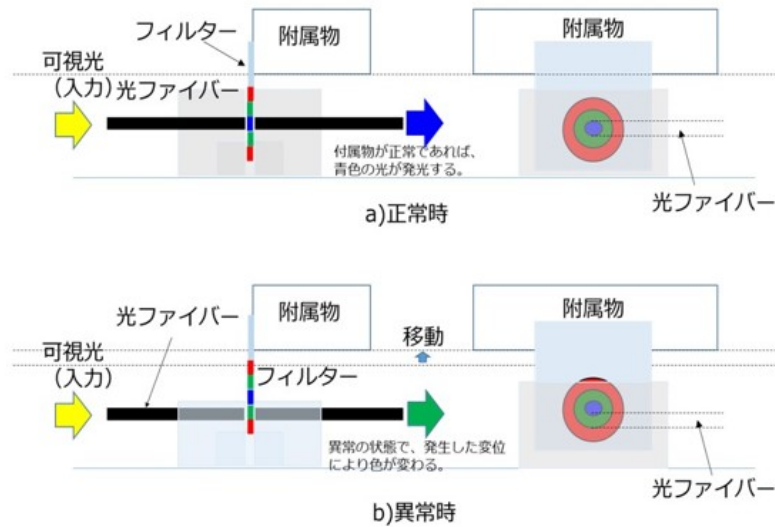 フィルター
附属物
附属物
可視光
（入力）
光ファイバー
付属物が正常であれば、
青色の光が発光する。
光ファイバー
a)正常時
光ファイバー
附属物
附属物
移動
可視光
（入力）
フィルター
異常の状態で、発生した変位
により色が変わる。
光ファイバー
b)異常時